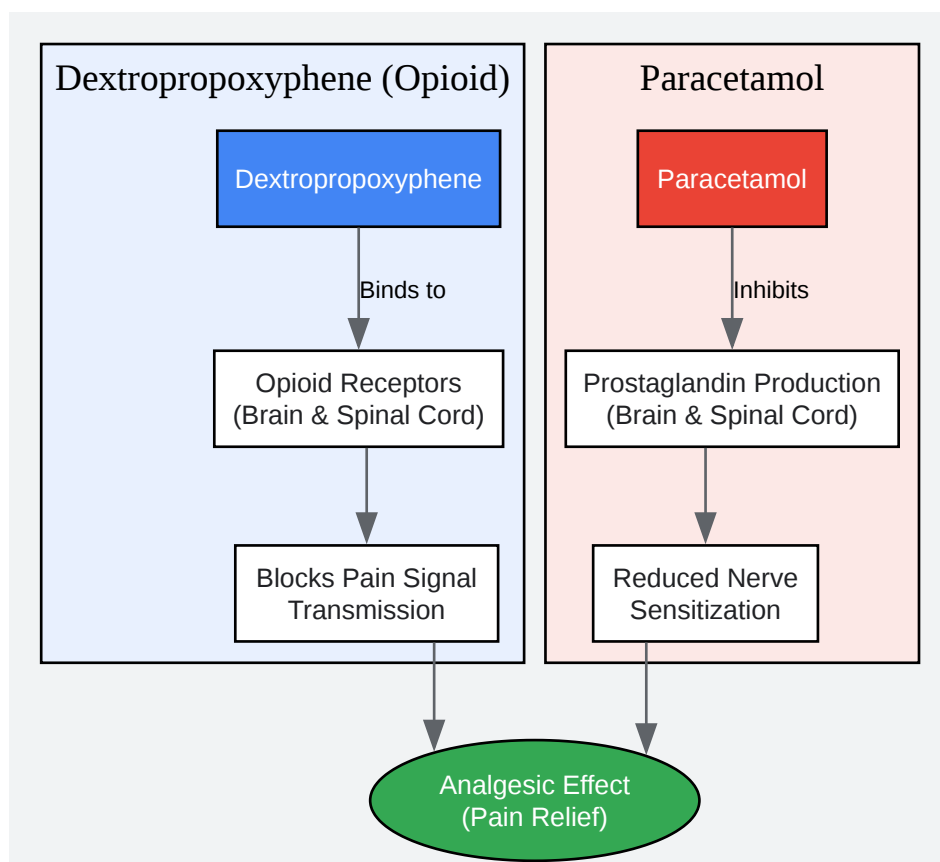 Dextropropoxyphene (Opioid)
Dextropropoxyphene
Binds to
Opioid Receptors
(Brain & Spinal Cord)
Blocks Pain Signal
Transmission
Paracetamol
Paracetamol
Inhibits
Prostaglandin Production
(Brain & Spinal Cord)
Reduced Nerve
Sensitization
Analgesic Effect
(Pain Relief)